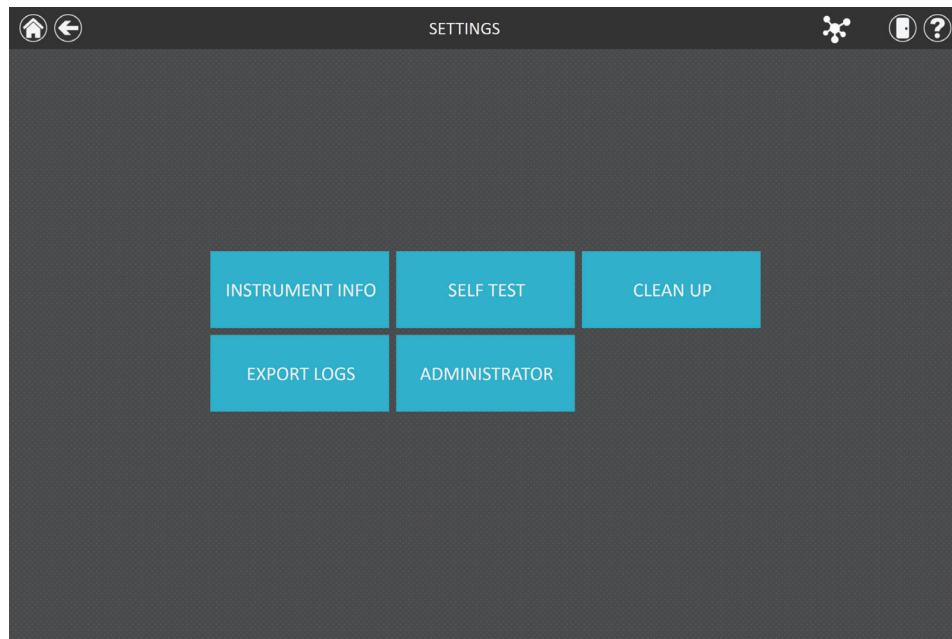 SETTINGS
?
INSTRUMENT INFO
SELF TEST
CLEAN UP
EXPORT LOGS
ADMINISTRATOR